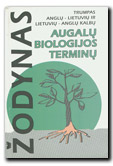 TRUMPAS
ANGLŲ - LIETUVIŲ IR
LIETUVIŲ - ANGLŲ KALBŲ
AUGALŲ
BIOLOGIJOS
TERMINŲ
ŽODYNAS